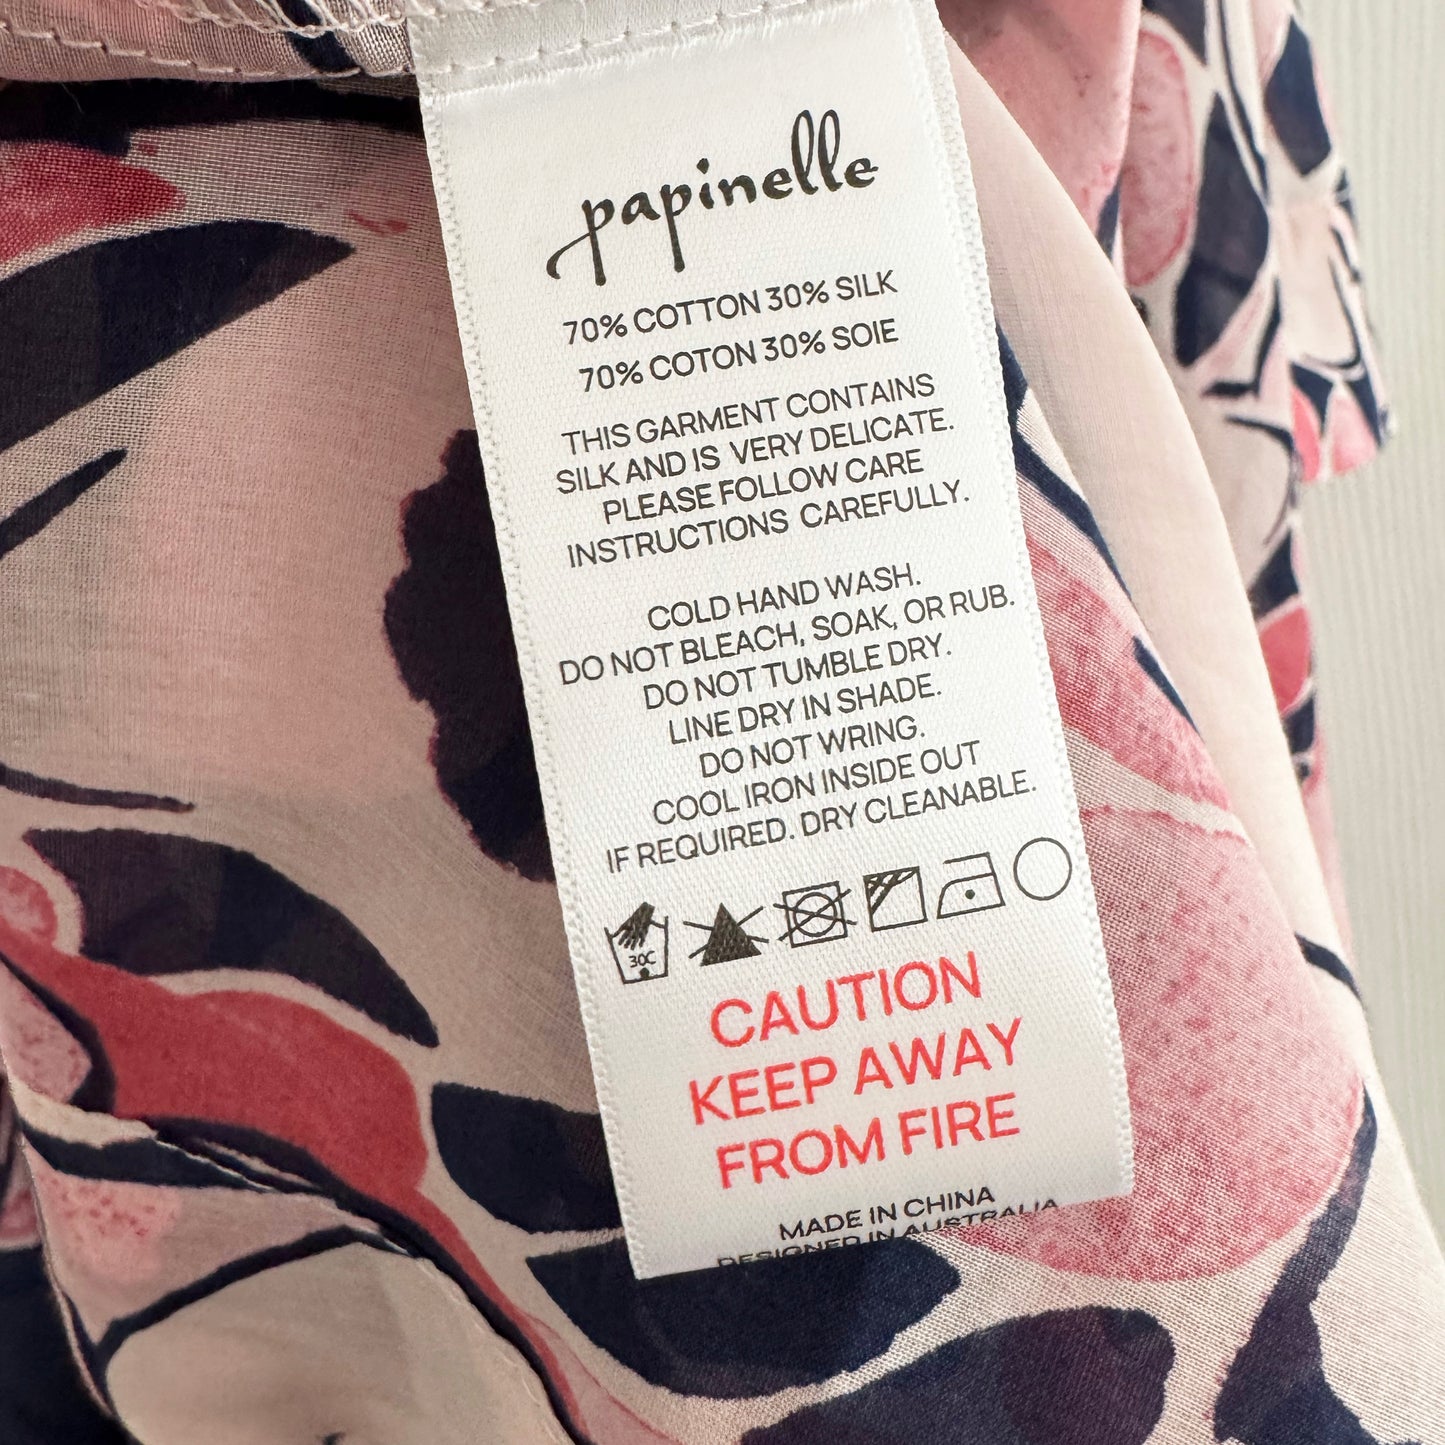 papinelle
70% COTTON 30% SILK
70% COTON 30% SOIE
THIS GARMENT CONTAINS
SILK AND IS VERY DELICATE.
PLEASE FOLLOW CARE
INSTRUCTIONS CAREFULLY.
COLD HAND WASH.
DO NOT BLEACH, SOAK, OR RUB.
DO NOT TUMBLE DRY.
LINE DRY IN SHADE.
DO NOT WRING.
COOL IRON INSIDE OUT
IF REQUIRED. DRY CLEANABLE.
30C
CAUTION
KEEP AWAY
FROM FIRE
MADE IN CHINA
DESIGNED IN AUSTRALIA